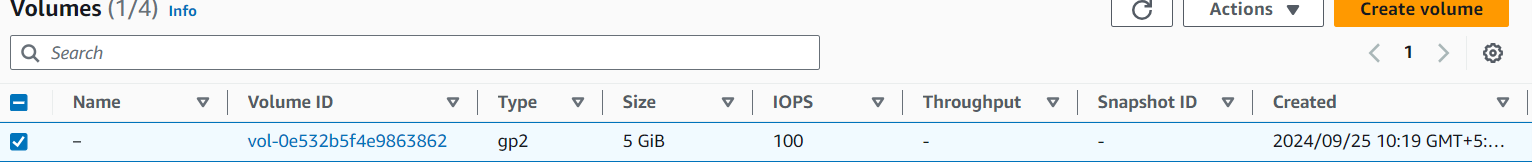 Volumes (1/4) Info Actions Create volume
Search 1
Name Volume ID Type Size IOPS Throughput Snapshot ID Created
– vol-0e532b5f4e9863862 gp2 5 GiB 100 - - 2024/09/25 10:19 GMT+5:...